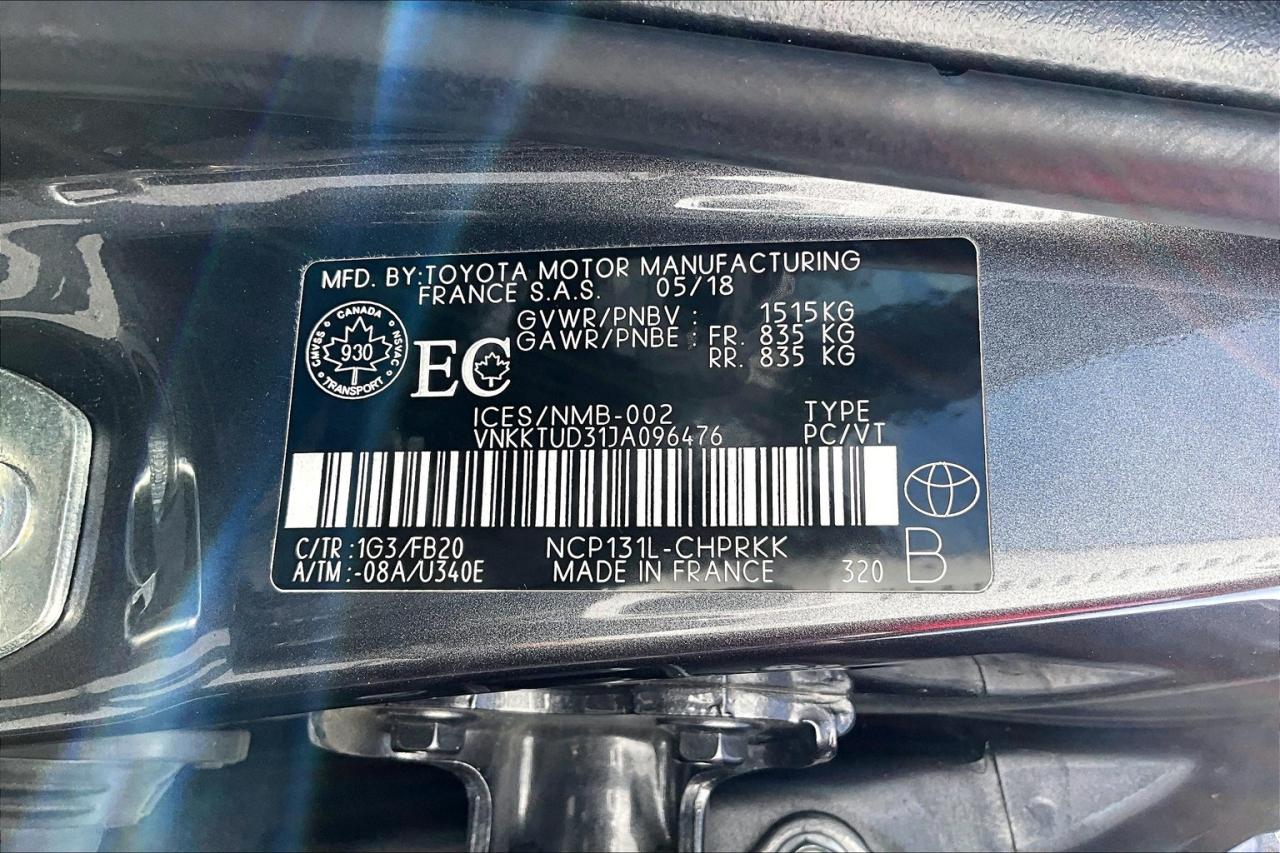 MFD. BY:TOYOTA MOTOR MANUFACTURING
FRANCE S.A.S. 05/18
GVWR/PNBV : 1515KG
GAWR/PNBE : FR. 835 KG
RR. 835 KG
CANADA
CMVSS 930 NSVAC
TRANSPORT
EC
ICES/NMB-002 TYPE
VNKKTUD31JA096476 PC/VT
C/TR :1G3/FB20 NCP131L-CHPRKK
A/TM :-08A/U340E MADE IN FRANCE 320 B